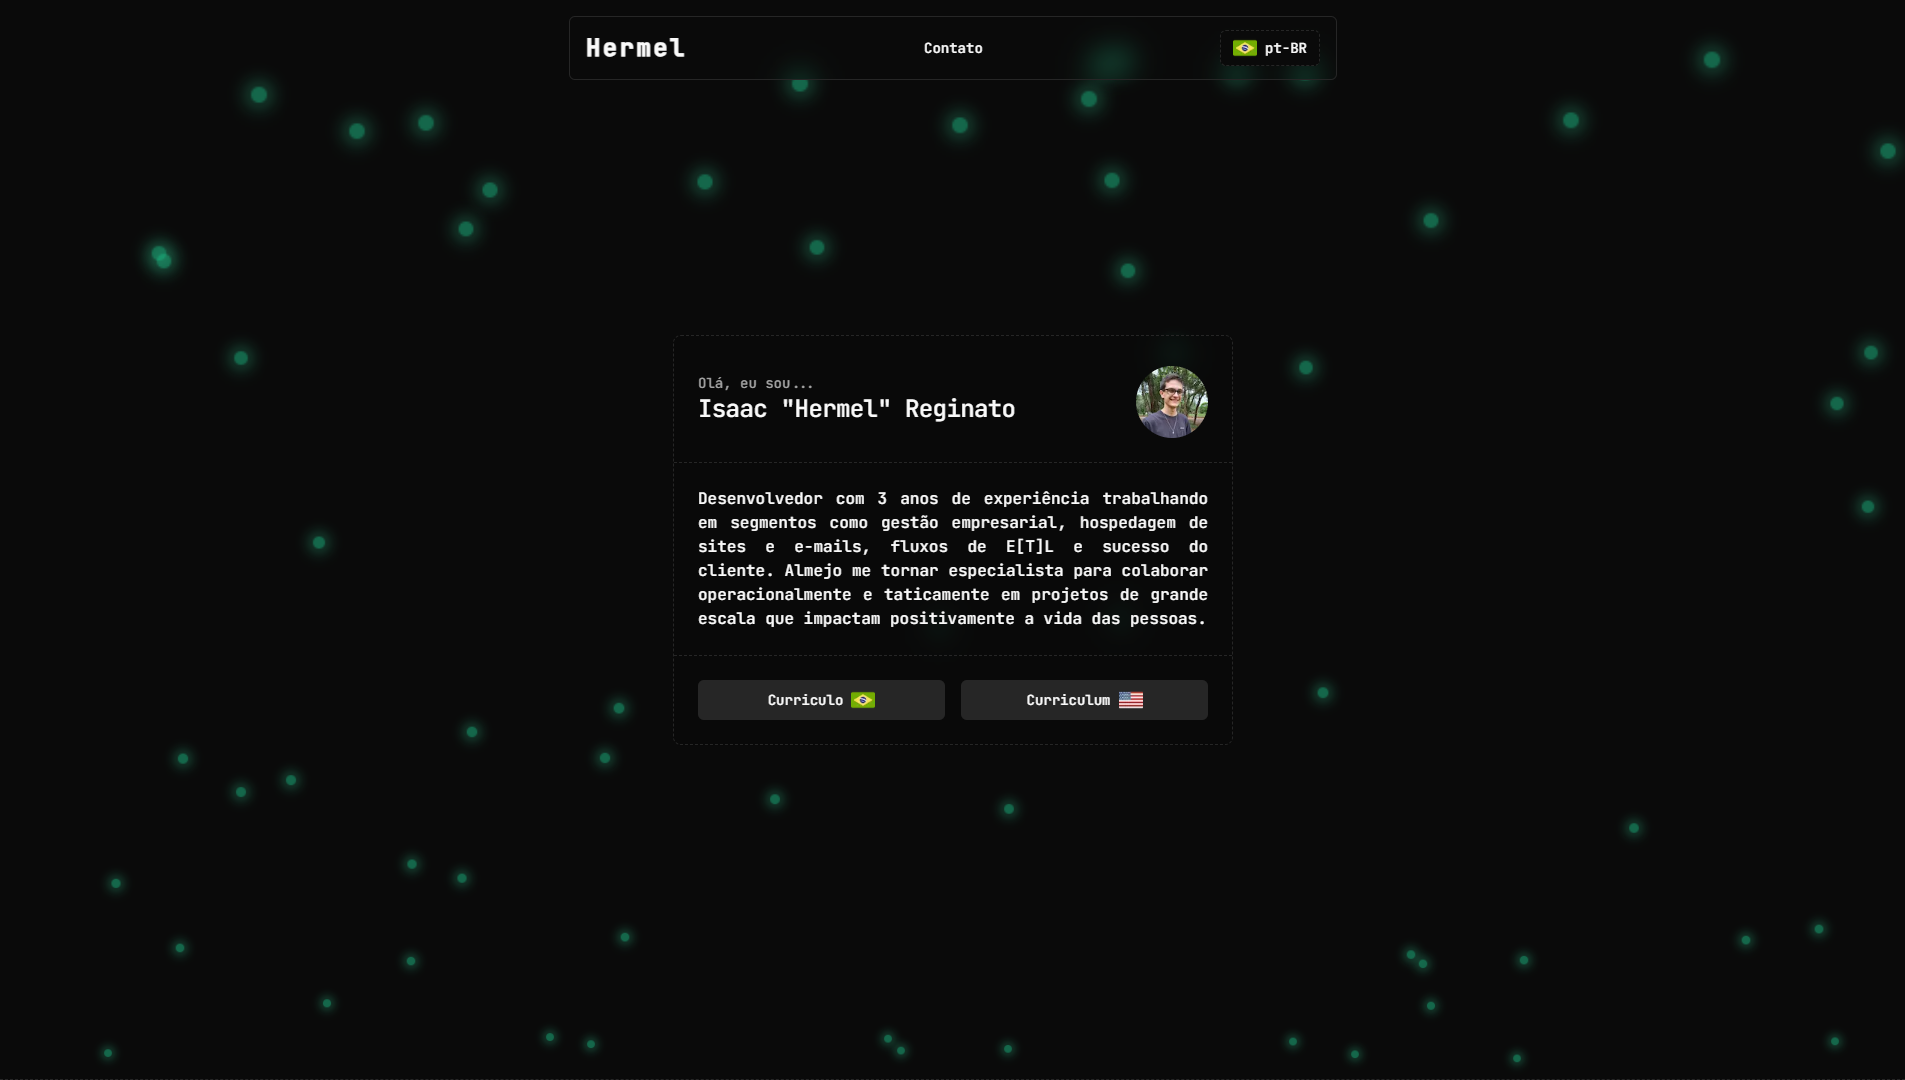 Hermel
Contato
pt-BR
Olá, eu sou...
Isaac "Hermel" Reginato
Desenvolvedor com 3 anos de experiência trabalhando
em segmentos como gestão empresarial, hospedagem de
sites e e-mails, fluxos de E[T]L e sucesso do
cliente. Almejo me tornar especialista para colaborar
operacionalmente e taticamente em projetos de grande
escala que impactam positivamente a vida das pessoas.
Curriculo
Curriculum